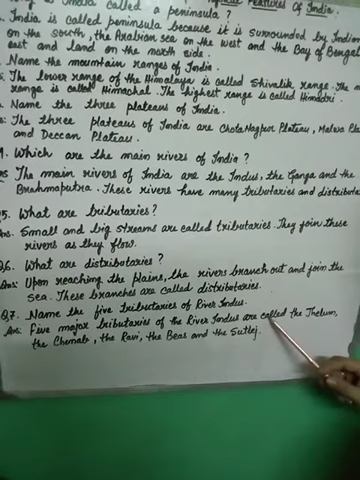 Physical Features Of India.
is India called a peninsula ?
India is called peninsula because it is surrounded by Indian
on the south, the Arabian sea on the west and the Bay of Bengal
east and land on the north side.
Name the mountain ranges of India.
The lower range of the Himalaya is called Shivalik range. The m
range is called Himachal. The highest range is called Himadri.
Name the three plateaus of India.
The three plateaus of India are ChotaNagpur Plateau, Malwa Pla
and Deccan Plateau.
Which are the main rivers of India ?
The main rivers of India are the Indus, the Ganga and the
Brahmaputra. These rivers have many tributaries and distributa
Q5. What are tributaries ?
Ans. Small and big streams are called tributaries. They join these
rivers as they flow.
Q6. What are distributaries ?
Ans: Upon reaching the plains, the rivers branch out and join the
sea. These branches are called distributaries.
Q.7. Name the five tributaries of River Indus.
Ans: Five major tributaries of the River Indus are called the Jhelum,
the Chenab, the Ravi, the Beas and the Sutlej.